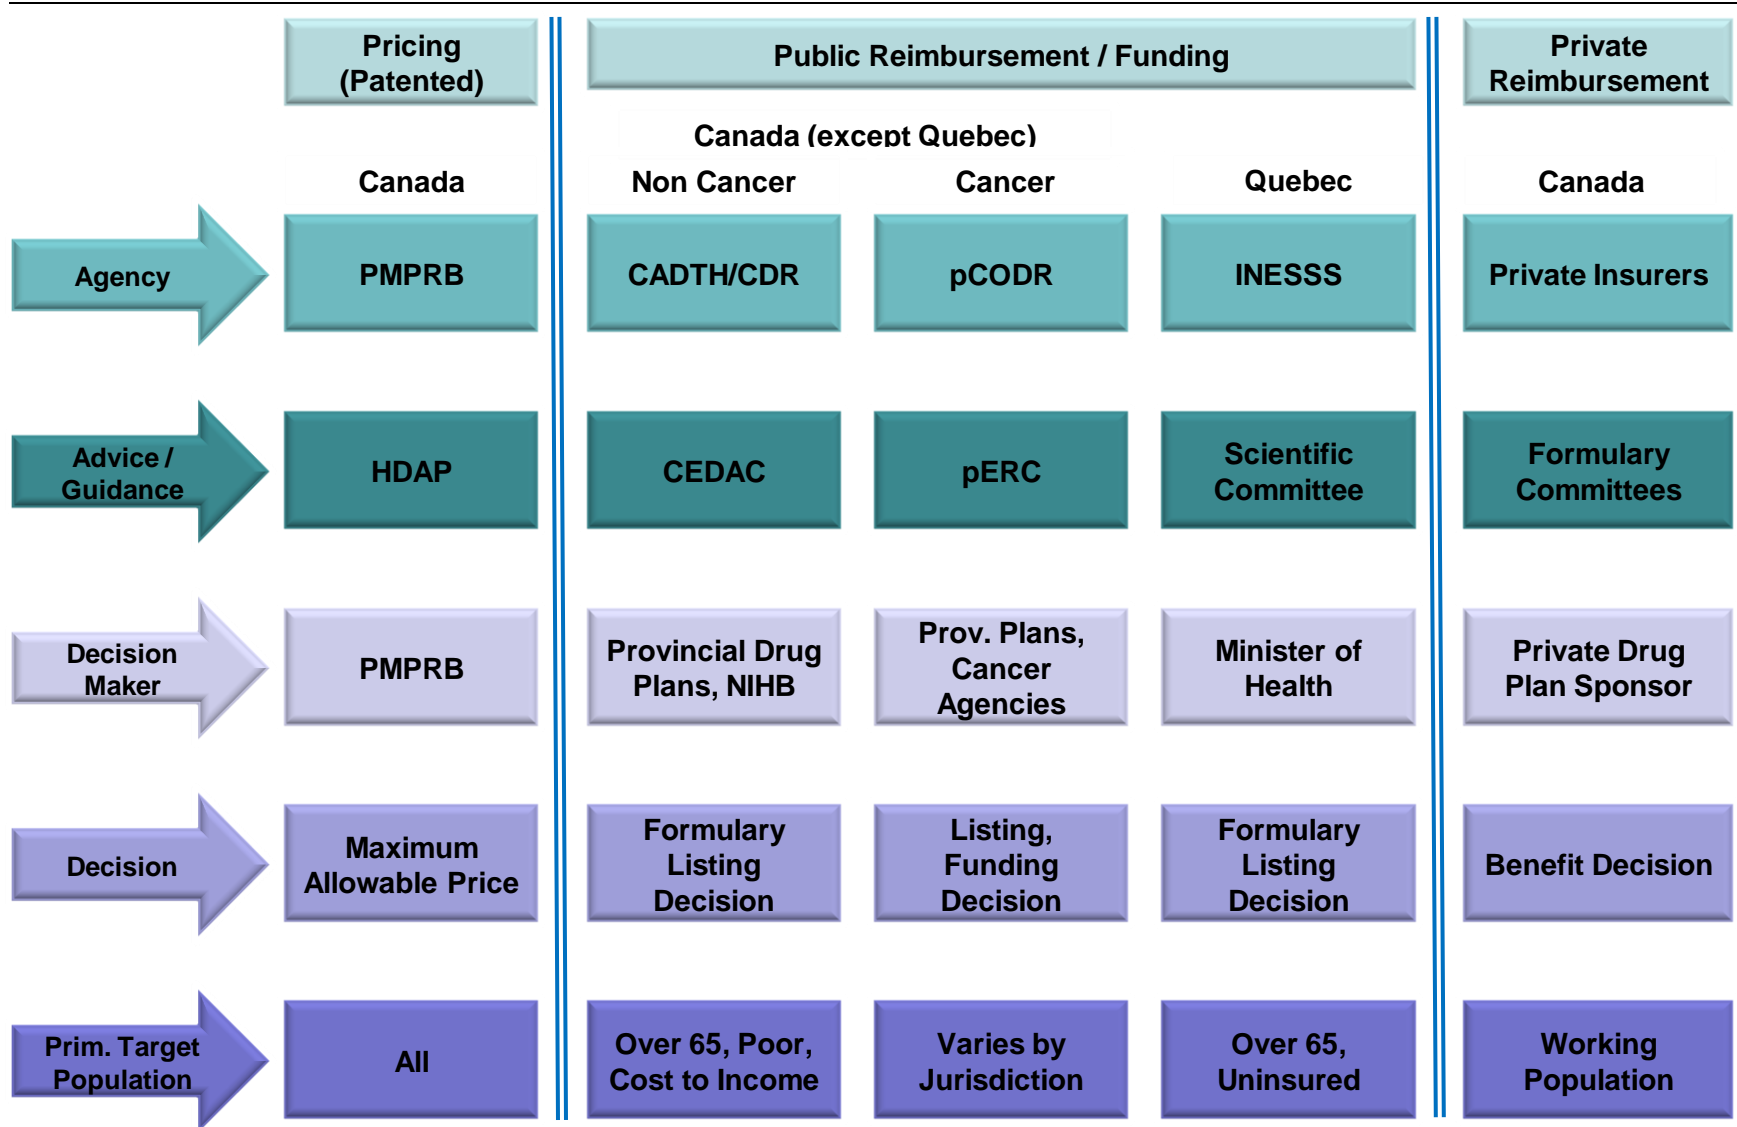 Pricing
(Patented)
Public Reimbursement / Funding
Private
Reimbursement
Canada (except Quebec)
Canada
Non Cancer
Cancer
Quebec
Canada
Agency
PMPRB
CADTH/CDR
pCODR
INESSS
Private Insurers
Advice /
Guidance
HDAP
CEDAC
pERC
Scientific
Committee
Formulary
Committees
Decision
Maker
PMPRB
Provincial Drug
Plans, NIHB
Prov. Plans,
Cancer
Agencies
Minister of
Health
Private Drug
Plan Sponsor
Decision
Maximum
Allowable Price
Formulary
Listing
Decision
Listing,
Funding
Decision
Formulary
Listing
Decision
Benefit Decision
Prim. Target
Population
All
Over 65, Poor,
Cost to Income
Varies by
Jurisdiction
Over 65,
Uninsured
Working
Population